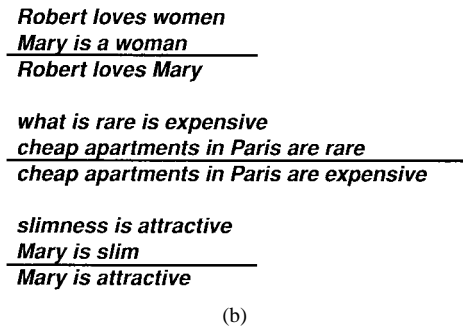 Robert loves women
Mary is a woman
Robert loves Mary
what is rare is expensive
cheap apartments in Paris are rare
cheap apartments in Paris are expensive
slimness is attractive
Mary is slim
Mary is attractive
(b)